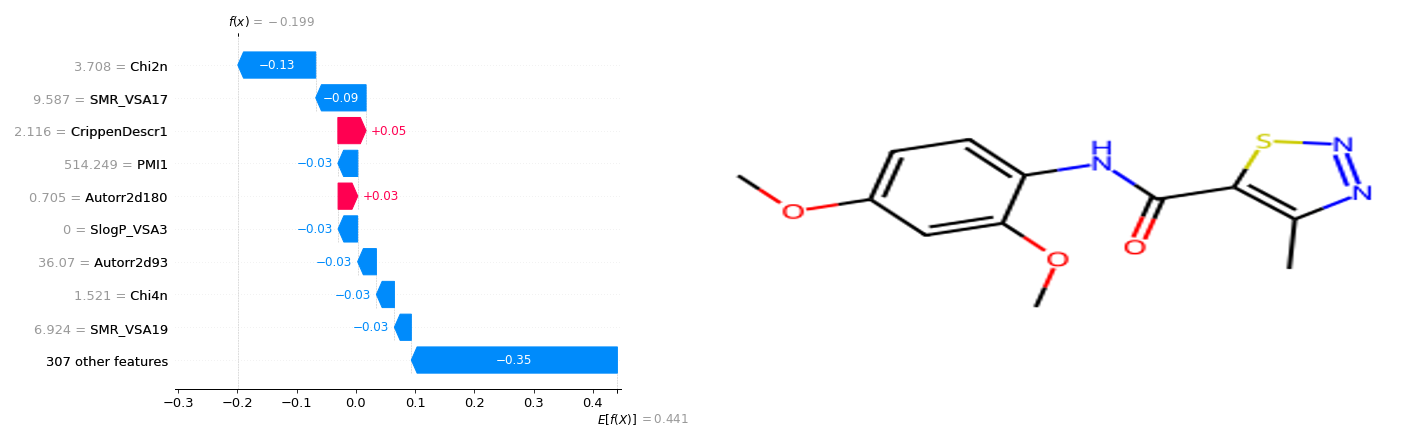 f(x) = −0.199
3.708 = Chi2n
−0.13
9.587 = SMR_VSA17
−0.09
2.116 = CrippenDescr1
+0.05
514.249 = PMI1
−0.03
0.705 = Autorr2d180
+0.03
0 = SlogP_VSA3
−0.03
36.07 = Autorr2d93
−0.03
1.521 = Chi4n
−0.03
6.924 = SMR_VSA19
−0.03
307 other features
−0.35
−0.3 −0.2 −0.1 0.0 0.1 0.2 0.3 0.4
E[f(X)] = 0.441
S
N
H
N
N
O
O
O